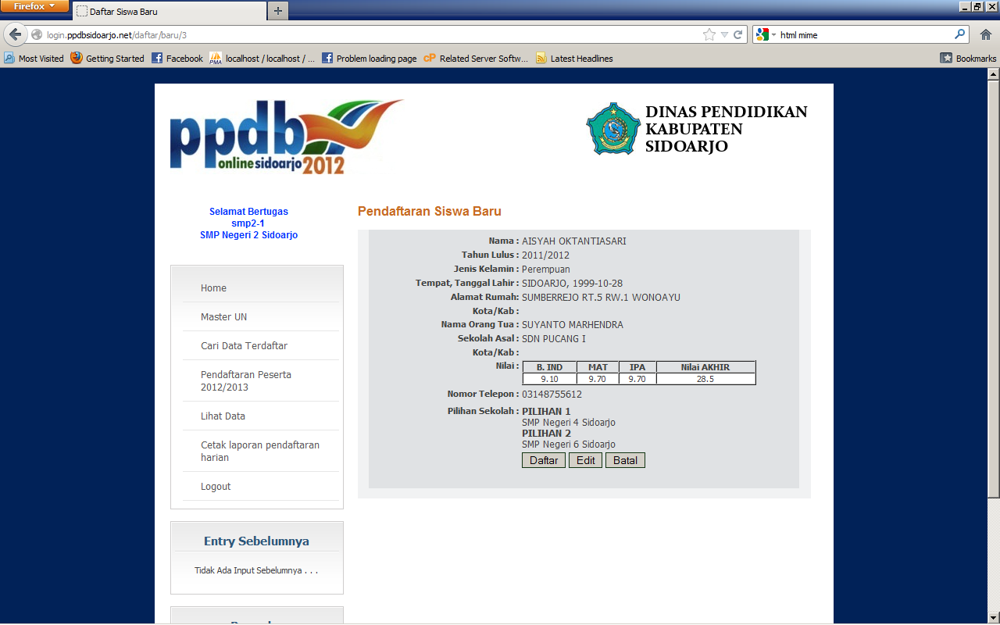 Firefox
Daftar Siswa Baru
login.ppdbsidoarjo.net/daftar/baru/3
html mime
Most Visited
Getting Started
Facebook
PMA
localhost / localhost / ...
Problem loading page
cP
Related Server Softw...
Latest Headlines
Bookmarks
ppdb
onlinesidoarjo2012
DINAS PENDIDIKAN
KABUPATEN
SIDOARJO
Selamat Bertugas
smp2-1
SMP Negeri 2 Sidoarjo
Home
Master UN
Cari Data Terdaftar
Pendaftaran Peserta
2012/2013
Lihat Data
Cetak laporan pendaftaran
harian
Logout
Entry Sebelumnya
Tidak Ada Input Sebelumnya . . .
Pendaftaran Siswa Baru
Nama : AISYAH OKTANTIASARI
Tahun Lulus : 2011/2012
Jenis Kelamin : Perempuan
Tempat, Tanggal Lahir : SIDOARJO, 1999-10-28
Alamat Rumah: SUMBERREJO RT.5 RW.1 WONOAYU
Kota/Kab :
Nama Orang Tua : SUYANTO MARHENDRA
Sekolah Asal : SDN PUCANG I
Kota/Kab :
Nilai : B. IND MAT IPA Nilai AKHIR
9.10 9.70 9.70 28.5
Nomor Telepon : 03148755612
Pilihan Sekolah : PILIHAN 1
SMP Negeri 4 Sidoarjo
PILIHAN 2
SMP Negeri 6 Sidoarjo
Daftar Edit Batal